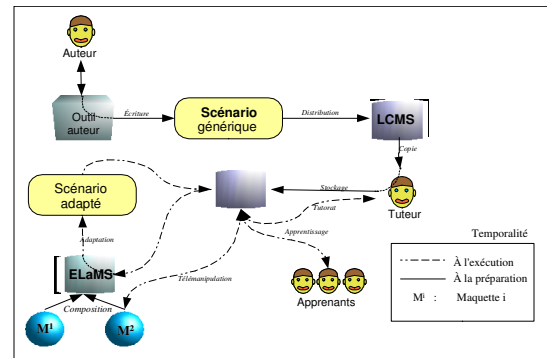 Auteur
Outil
auteur
Écriture
Scénario
générique
Distribution
LCMS
Copie
Scénario
adapté
Stockage
Tutorat
Tuteur
Adaptation
Apprentissage
Temporalité
À l'exécution
À la préparation
Mⁱ : Maquette i
ELaMS
Télémanipulation
Apprenants
Composition
M¹
M²